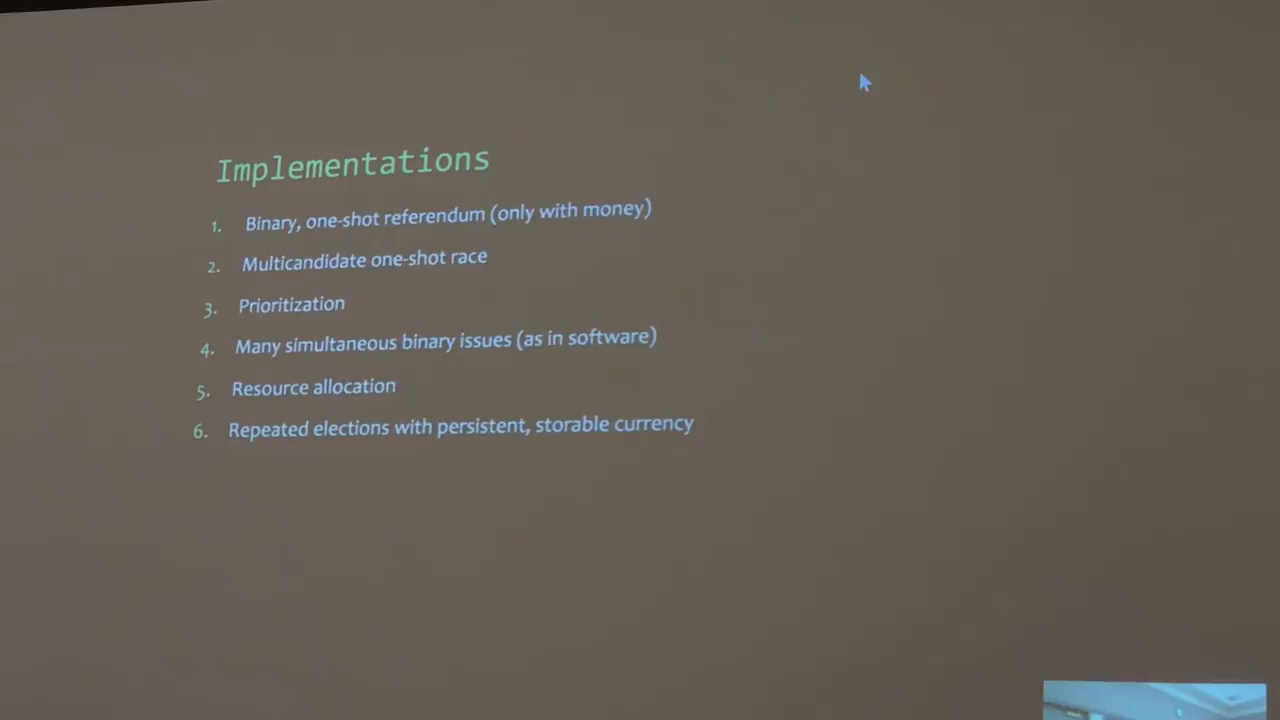 Implementations
1. Binary, one-shot referendum (only with money)
2. Multicandidate one-shot race
3. Prioritization
4. Many simultaneous binary issues (as in software)
5. Resource allocation
6. Repeated elections with persistent, storable currency